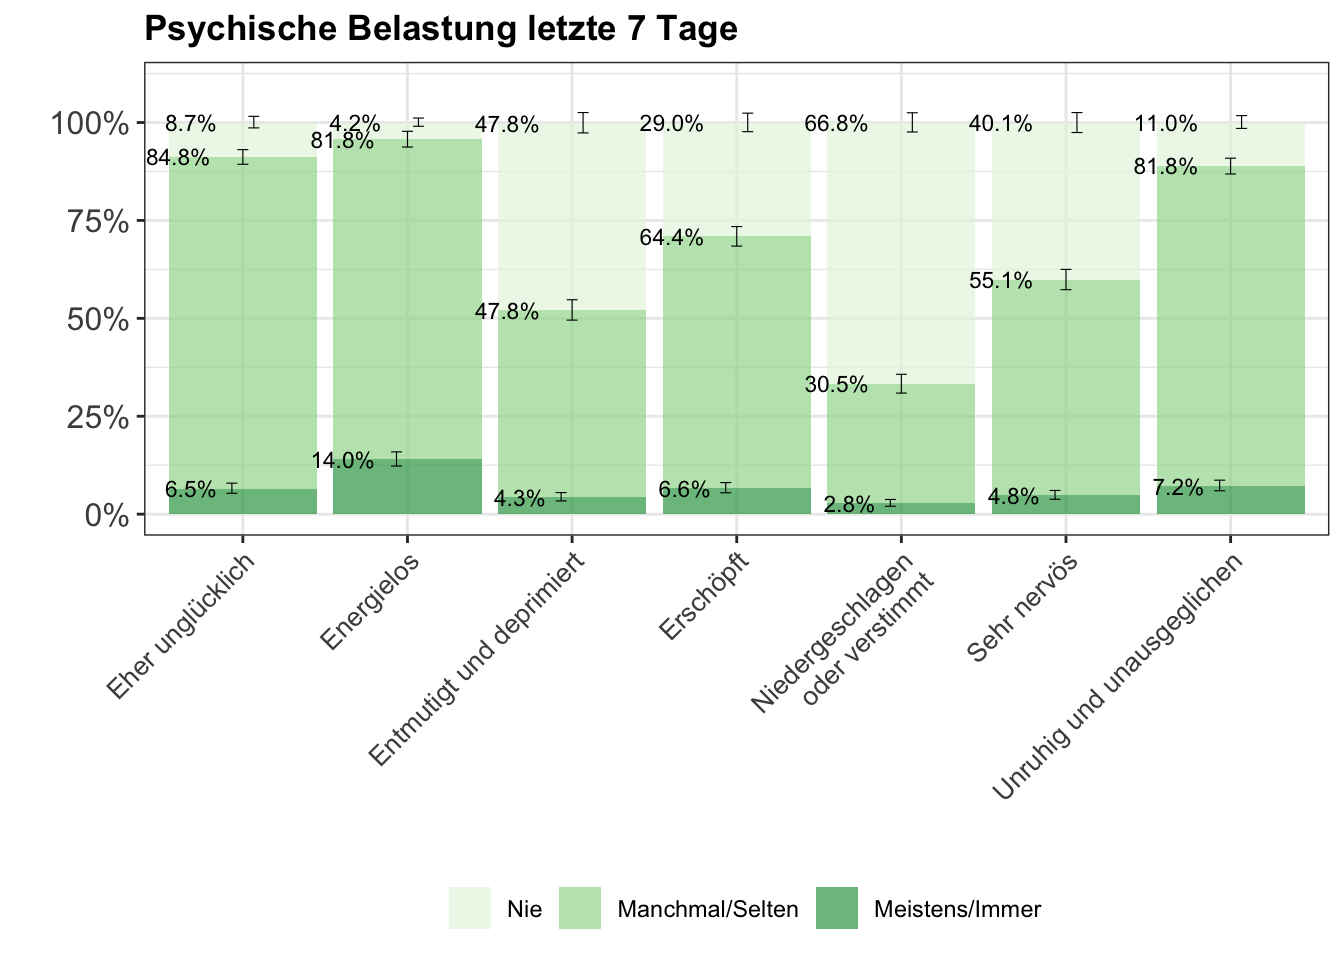 Psychische Belastung letzte 7 Tage
100%
75%
50%
25%
0%
8.7%
84.8%
6.5%
4.2%
81.8%
14.0%
47.8%
47.8%
4.3%
29.0%
64.4%
6.6%
66.8%
30.5%
2.8%
40.1%
55.1%
4.8%
11.0%
81.8%
7.2%
Eher unglücklich
Energielos
Entmutigt und deprimiert
Erschöpft
Niedergeschlagen
oder verstimmt
Sehr nervös
Unruhig und unausgeglichen
Nie
Manchmal/Selten
Meistens/Immer